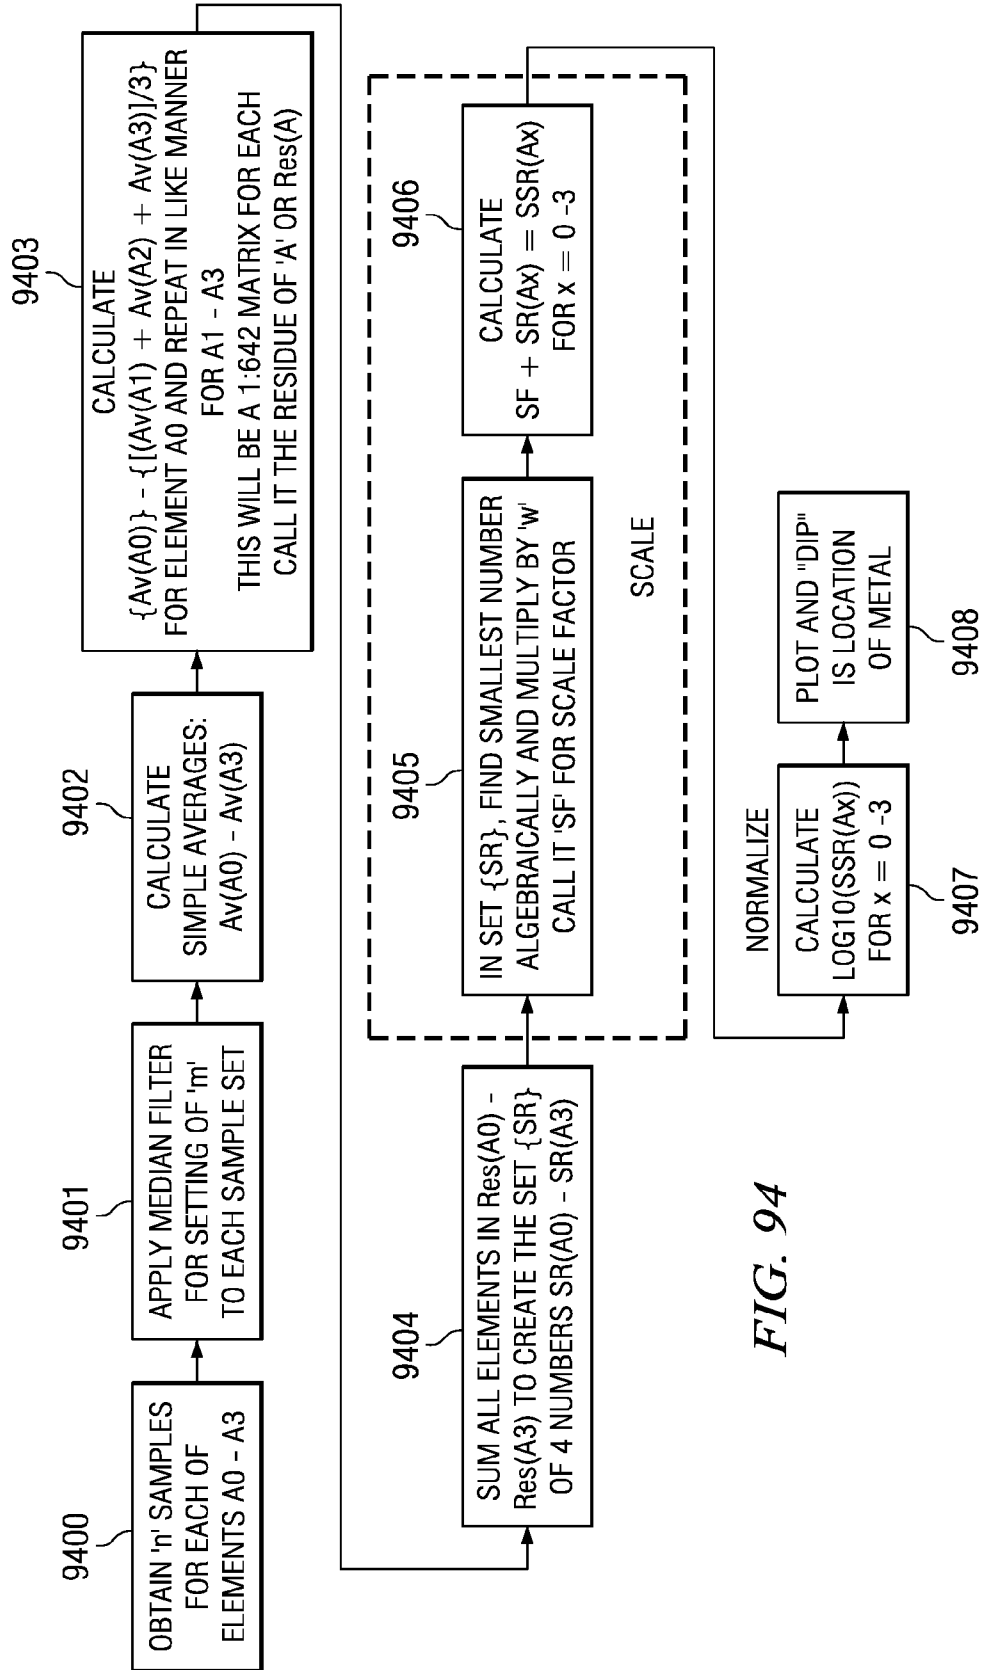 9400
OBTAIN 'n' SAMPLES
FOR EACH OF
ELEMENTS A0 - A3
9401
APPLY MEDIAN FILTER
FOR SETTING OF 'm'
TO EACH SAMPLE SET
9402
CALCULATE
SIMPLE AVERAGES:
Av(A0) - Av(A3)
9403
CALCULATE
{Av(A0)} - {[(Av(A1) + Av(A2) + Av(A3)]/3}
FOR ELEMENT A0 AND REPEAT IN LIKE MANNER
FOR A1 - A3
THIS WILL BE A 1:642 MATRIX FOR EACH
CALL IT THE RESIDUE OF 'A' OR Res(A)
9404
SUM ALL ELEMENTS IN Res(A0) -
Res(A3) TO CREATE THE SET {SR}
OF 4 NUMBERS SR(A0) - SR(A3)
9405
IN SET {SR}, FIND SMALLEST NUMBER
ALGEBRAICALLY AND MULTIPLY BY 'w'
CALL IT 'SF' FOR SCALE FACTOR
9406
CALCULATE
SF + SR(Ax) = SSR(Ax)
FOR x = 0 -3
SCALE
NORMALIZE
CALCULATE
LOG10(SSR(Ax))
FOR x = 0 -3
9407
PLOT AND "DIP"
IS LOCATION
OF METAL
9408
FIG. 94